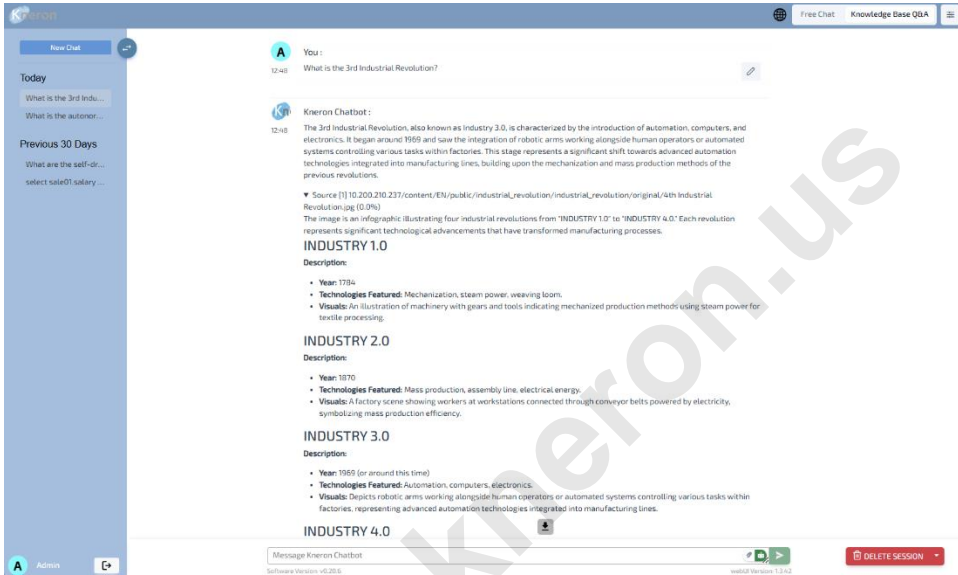 Kneron
Free Chat
Knowledge Base Q&A
New Chat
Today
What is the 3rd Indu...
What is the autonor...
Previous 30 Days
What are the self-dr...
select sale01.salary ...
A
Admin
A
You :
12:48
What is the 3rd Industrial Revolution?
Kneron Chatbot :
12:48
The 3rd Industrial Revolution, also known as Industry 3.0, is characterized by the introduction of automation, computers, and
electronics. It began around 1969 and saw the integration of robotic arms working alongside human operators or automated
systems controlling various tasks within factories. This stage represents a significant shift towards advanced automation
technologies integrated into manufacturing lines, building upon the mechanization and mass production methods of the
previous revolutions.
▼ Source [1] 10.200.210.237/content/EN/public/industrial_revolution/industrial_revolution/original/4th Industrial
Revolution.jpg (0.0%)
The image is an infographic illustrating four industrial revolutions from "INDUSTRY 1.0" to "INDUSTRY 4.0." Each revolution
represents significant technological advancements that have transformed manufacturing processes.
INDUSTRY 1.0
Description:
• Year: 1784
• Technologies Featured: Mechanization, steam power, weaving loom.
• Visuals: An illustration of machinery with gears and tools indicating mechanized production methods using steam power for
textile processing.
INDUSTRY 2.0
Description:
• Year: 1870
• Technologies Featured: Mass production, assembly line, electrical energy.
• Visuals: A factory scene showing workers at workstations connected through conveyor belts powered by electricity,
symbolizing mass production efficiency.
INDUSTRY 3.0
Description:
• Year: 1969 (or around this time)
• Technologies Featured: Automation, computers, electronics.
• Visuals: Depicts robotic arms working alongside human operators or automated systems controlling various tasks within
factories, representing advanced automation technologies integrated into manufacturing lines.
INDUSTRY 4.0
Message Kneron Chatbot
DELETE SESSION
Software Version: v0.29.6
webUI Version: 1.3.42
kneron.us